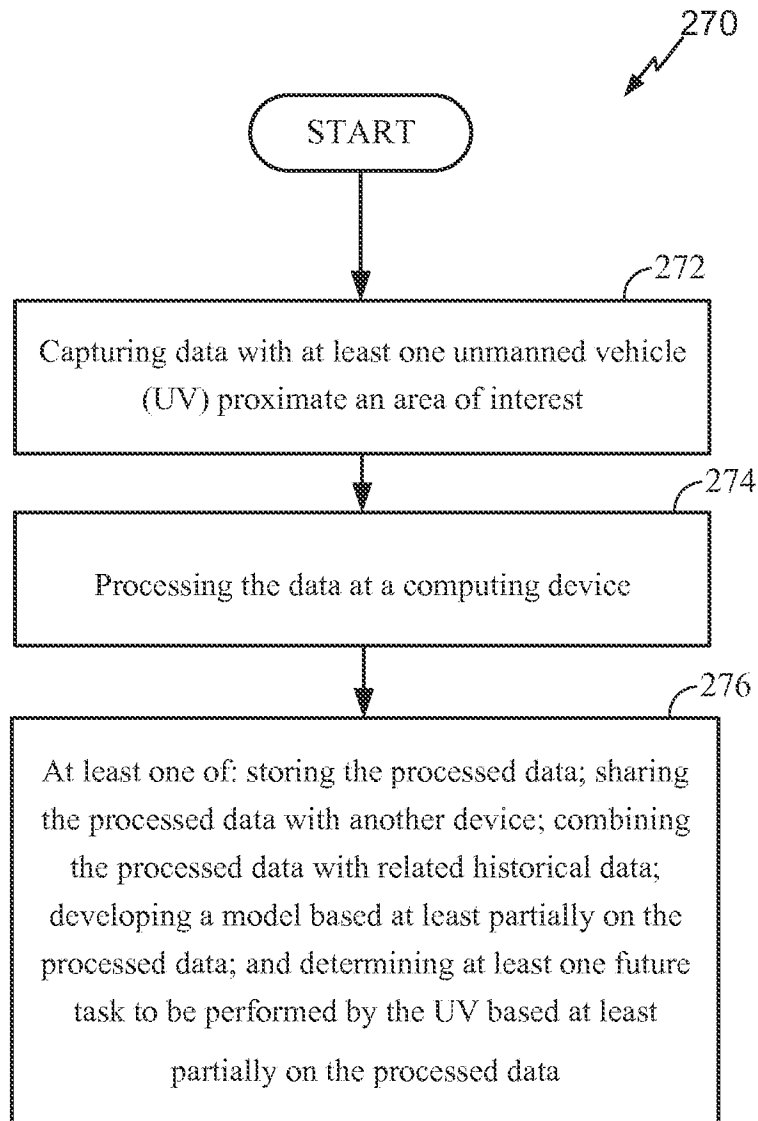 270
START
272
Capturing data with at least one unmanned vehicle
(UV) proximate an area of interest
274
Processing the data at a computing device
276
At least one of: storing the processed data; sharing
the processed data with another device; combining
the processed data with related historical data;
developing a model based at least partially on the
processed data; and determining at least one future
task to be performed by the UV based at least
partially on the processed data